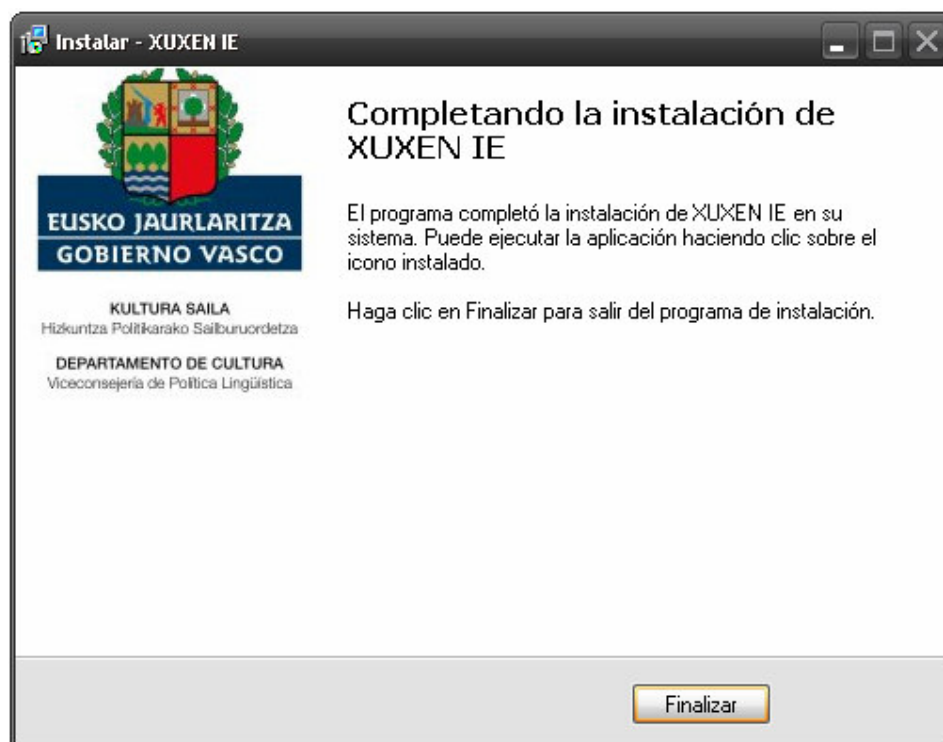 Instalar - XUXEN IE
EUSKO JAURLARITZA
GOBIERNO VASCO
KULTURA SAILA
Hizkuntza Politikarako Sailburuordetza
DEPARTAMENTO DE CULTURA
Viceconsejería de Política Lingüística
Completando la instalación de
XUXEN IE
El programa completó la instalación de XUXEN IE en su
sistema. Puede ejecutar la aplicación haciendo clic sobre el
icono instalado.
Haga clic en Finalizar para salir del programa de instalación.
Finalizar